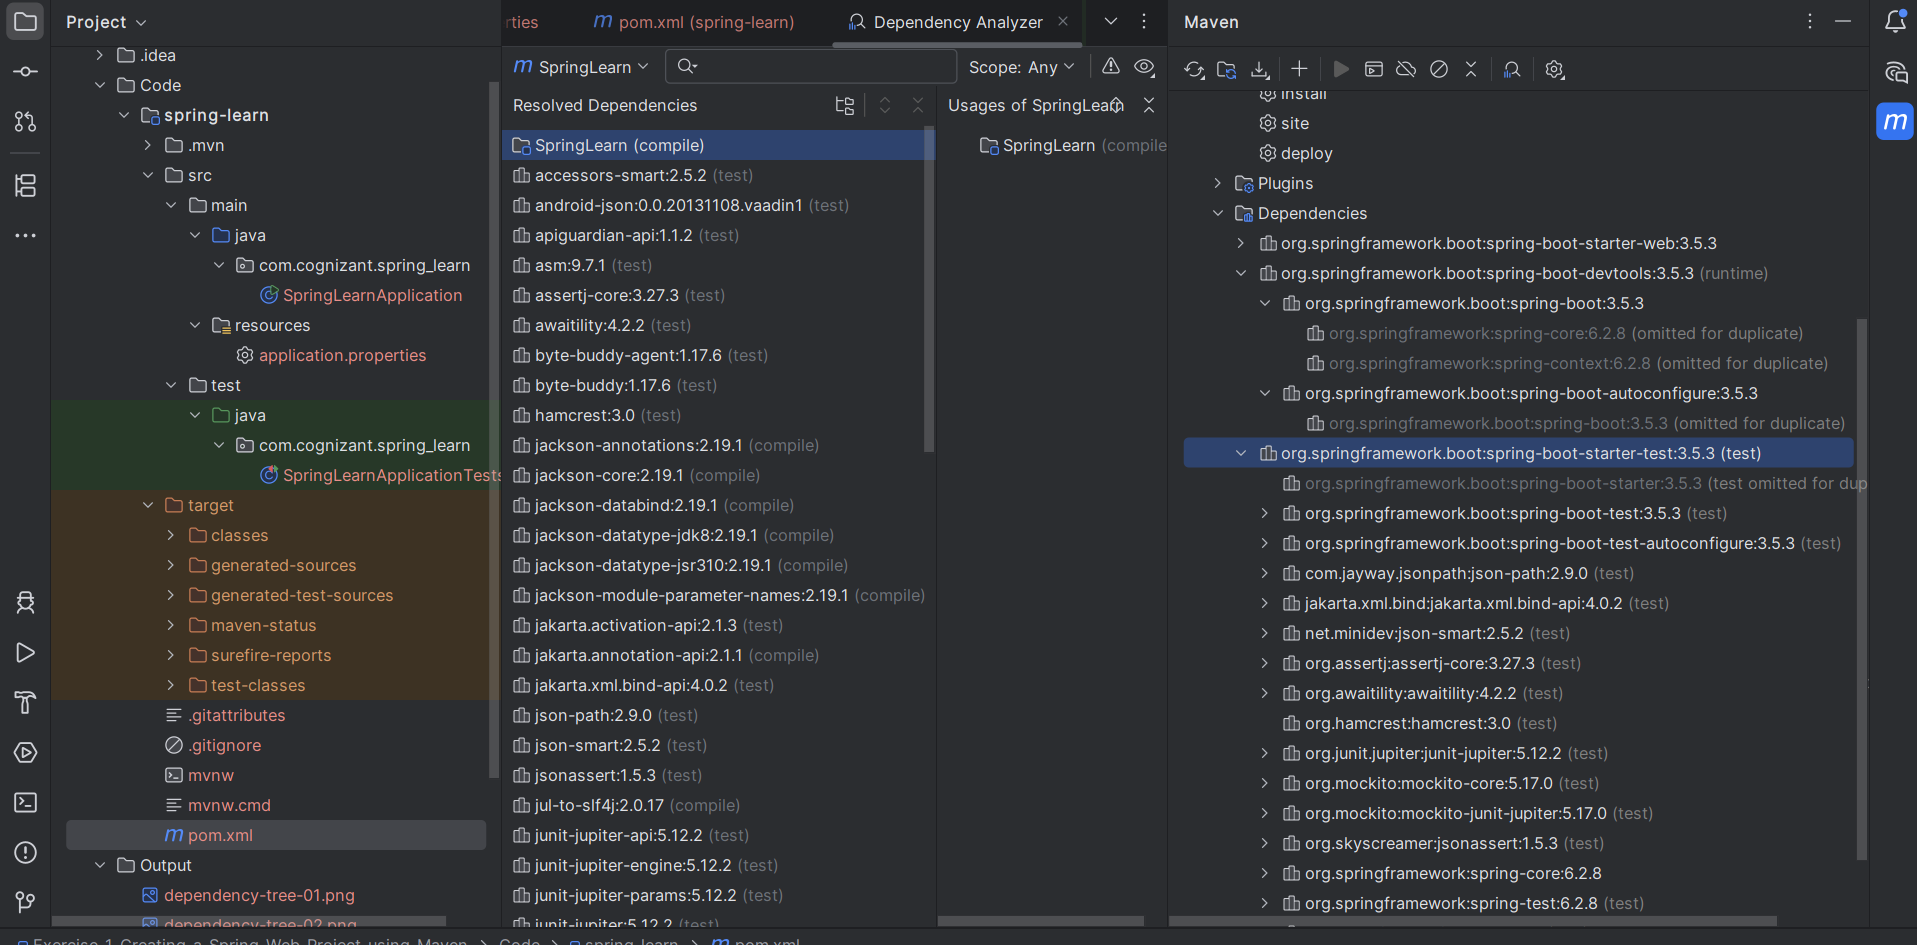 Project
.idea
Code
spring-learn
.mvn
src
main
java
com.cognizant.spring_learn
SpringLearnApplication
resources
application.properties
test
java
com.cognizant.spring_learn
SpringLearnApplicationTests
target
classes
generated-sources
generated-test-sources
maven-status
surefire-reports
test-classes
.gitattributes
.gitignore
mvnw
mvnw.cmd
m pom.xml
Output
dependency-tree-01.png
dependency-tree-02.png
rties
m pom.xml (spring-learn)
Dependency Analyzer
m SpringLearn
Scope: Any
Resolved Dependencies
SpringLearn (compile)
accessors-smart:2.5.2 (test)
android-json:0.0.20131108.vaadin1 (test)
apiguardian-api:1.1.2 (test)
asm:9.7.1 (test)
assertj-core:3.27.3 (test)
awaitility:4.2.2 (test)
byte-buddy-agent:1.17.6 (test)
byte-buddy:1.17.6 (test)
hamcrest:3.0 (test)
jackson-annotations:2.19.1 (compile)
jackson-core:2.19.1 (compile)
jackson-databind:2.19.1 (compile)
jackson-datatype-jdk8:2.19.1 (compile)
jackson-datatype-jsr310:2.19.1 (compile)
jackson-module-parameter-names:2.19.1 (compile)
jakarta.activation-api:2.1.3 (test)
jakarta.annotation-api:2.1.1 (compile)
jakarta.xml.bind-api:4.0.2 (test)
json-path:2.9.0 (test)
json-smart:2.5.2 (test)
jsonassert:1.5.3 (test)
jul-to-slf4j:2.0.17 (compile)
junit-jupiter-api:5.12.2 (test)
junit-jupiter-engine:5.12.2 (test)
junit-jupiter-params:5.12.2 (test)
junit-jupiter:5.12.2 (test)
Usages of SpringLearn
SpringLearn (compile
Maven
install
site
deploy
Plugins
Dependencies
org.springframework.boot:spring-boot-starter-web:3.5.3
org.springframework.boot:spring-boot-devtools:3.5.3 (runtime)
org.springframework.boot:spring-boot:3.5.3
org.springframework:spring-core:6.2.8 (omitted for duplicate)
org.springframework:spring-context:6.2.8 (omitted for duplicate)
org.springframework.boot:spring-boot-autoconfigure:3.5.3
org.springframework.boot:spring-boot:3.5.3 (omitted for duplicate)
org.springframework.boot:spring-boot-starter-test:3.5.3 (test)
org.springframework.boot:spring-boot-starter:3.5.3 (test omitted for dup
org.springframework.boot:spring-boot-test:3.5.3 (test)
org.springframework.boot:spring-boot-test-autoconfigure:3.5.3 (test)
com.jayway.jsonpath:json-path:2.9.0 (test)
jakarta.xml.bind:jakarta.xml.bind-api:4.0.2 (test)
net.minidev:json-smart:2.5.2 (test)
org.assertj:assertj-core:3.27.3 (test)
org.awaitility:awaitility:4.2.2 (test)
org.hamcrest:hamcrest:3.0 (test)
org.junit.jupiter:junit-jupiter:5.12.2 (test)
org.mockito:mockito-core:5.17.0 (test)
org.mockito:mockito-junit-jupiter:5.17.0 (test)
org.skyscreamer:jsonassert:1.5.3 (test)
org.springframework:spring-core:6.2.8
org.springframework:spring-test:6.2.8 (test)
m
Exercise 1 Creating a Spring Web Project using Maven > Code > spring-learn > m pom.xml